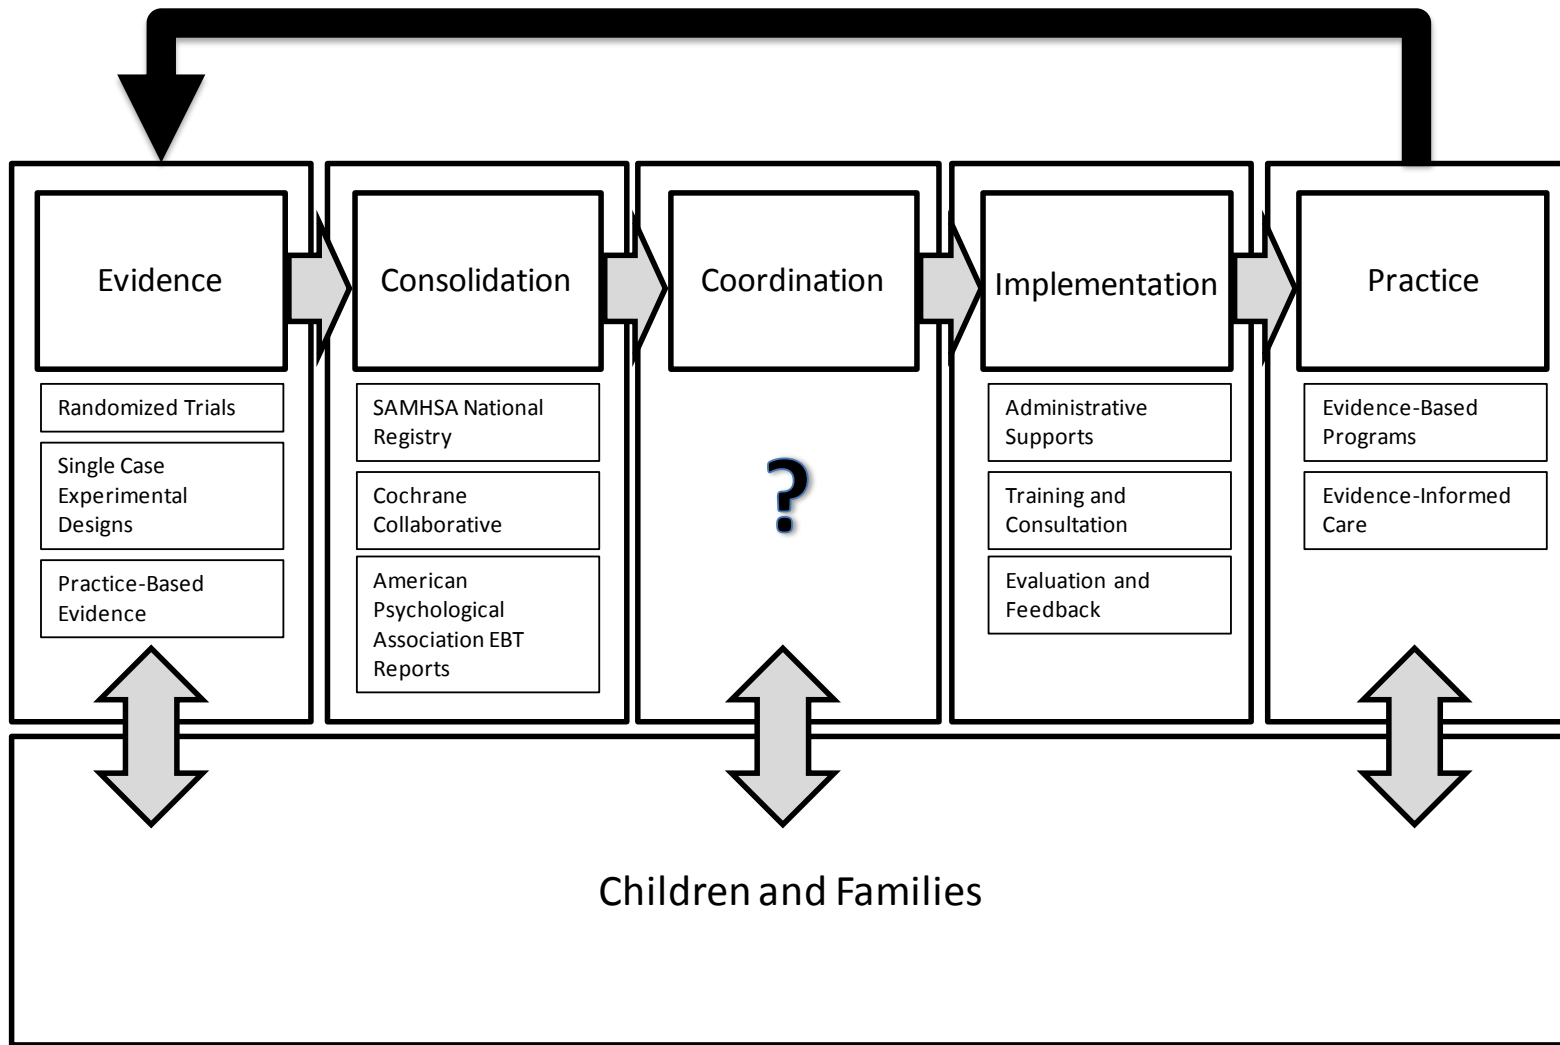 Evidence
Consolidation
Coordination
Implementation
Practice
Randomized Trials
Single Case
Experimental
Designs
Practice-Based
Evidence
SAMHSA National
Registry
Cochrane
Collaborative
American
Psychological
Association EBT
Reports
?
Administrative
Supports
Training and
Consultation
Evaluation and
Feedback
Evidence-Based
Programs
Evidence-Informed
Care
Children and Families